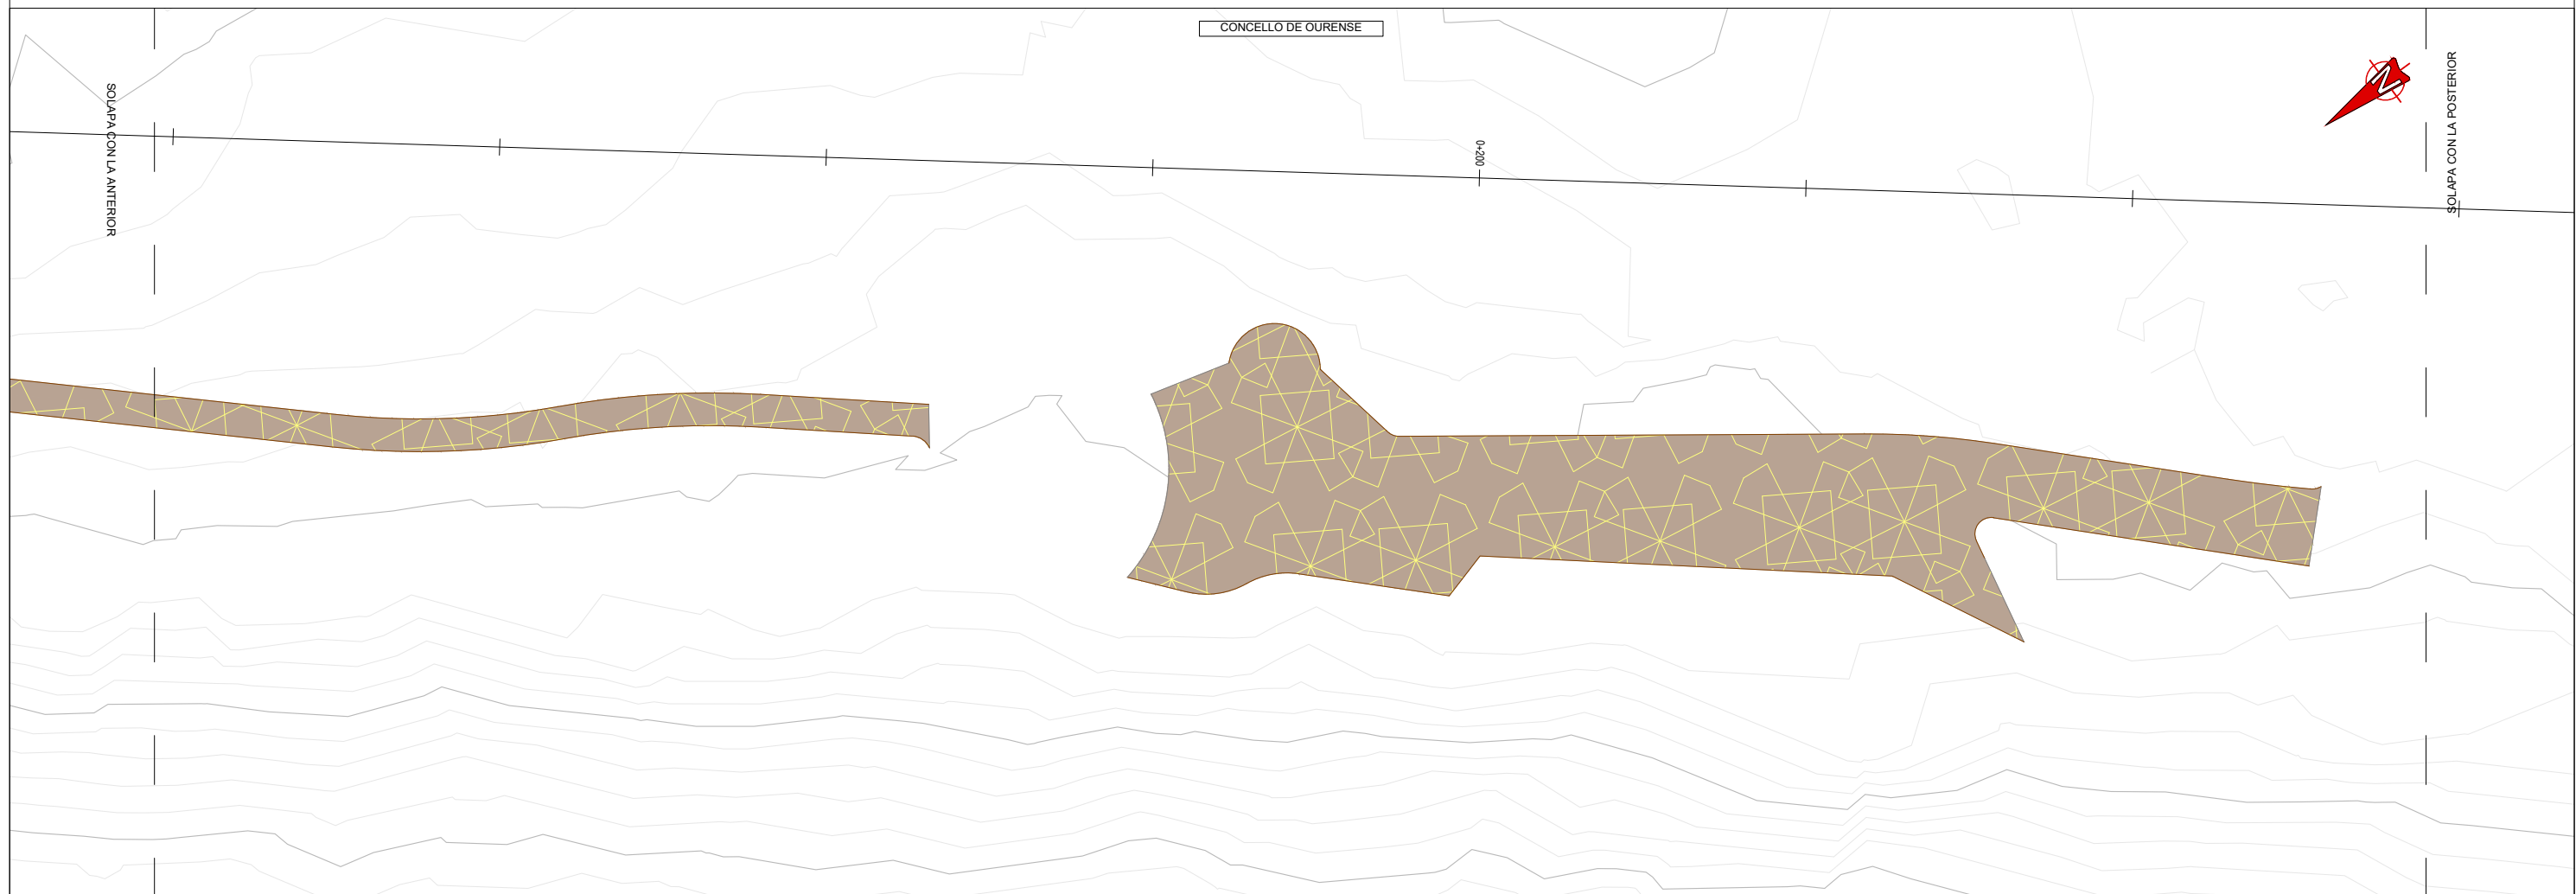 CONCELLO DE OURENSE
SOLAPA CON LA ANTERIOR
0+200
SOLAPA CON LA POSTERIOR
N